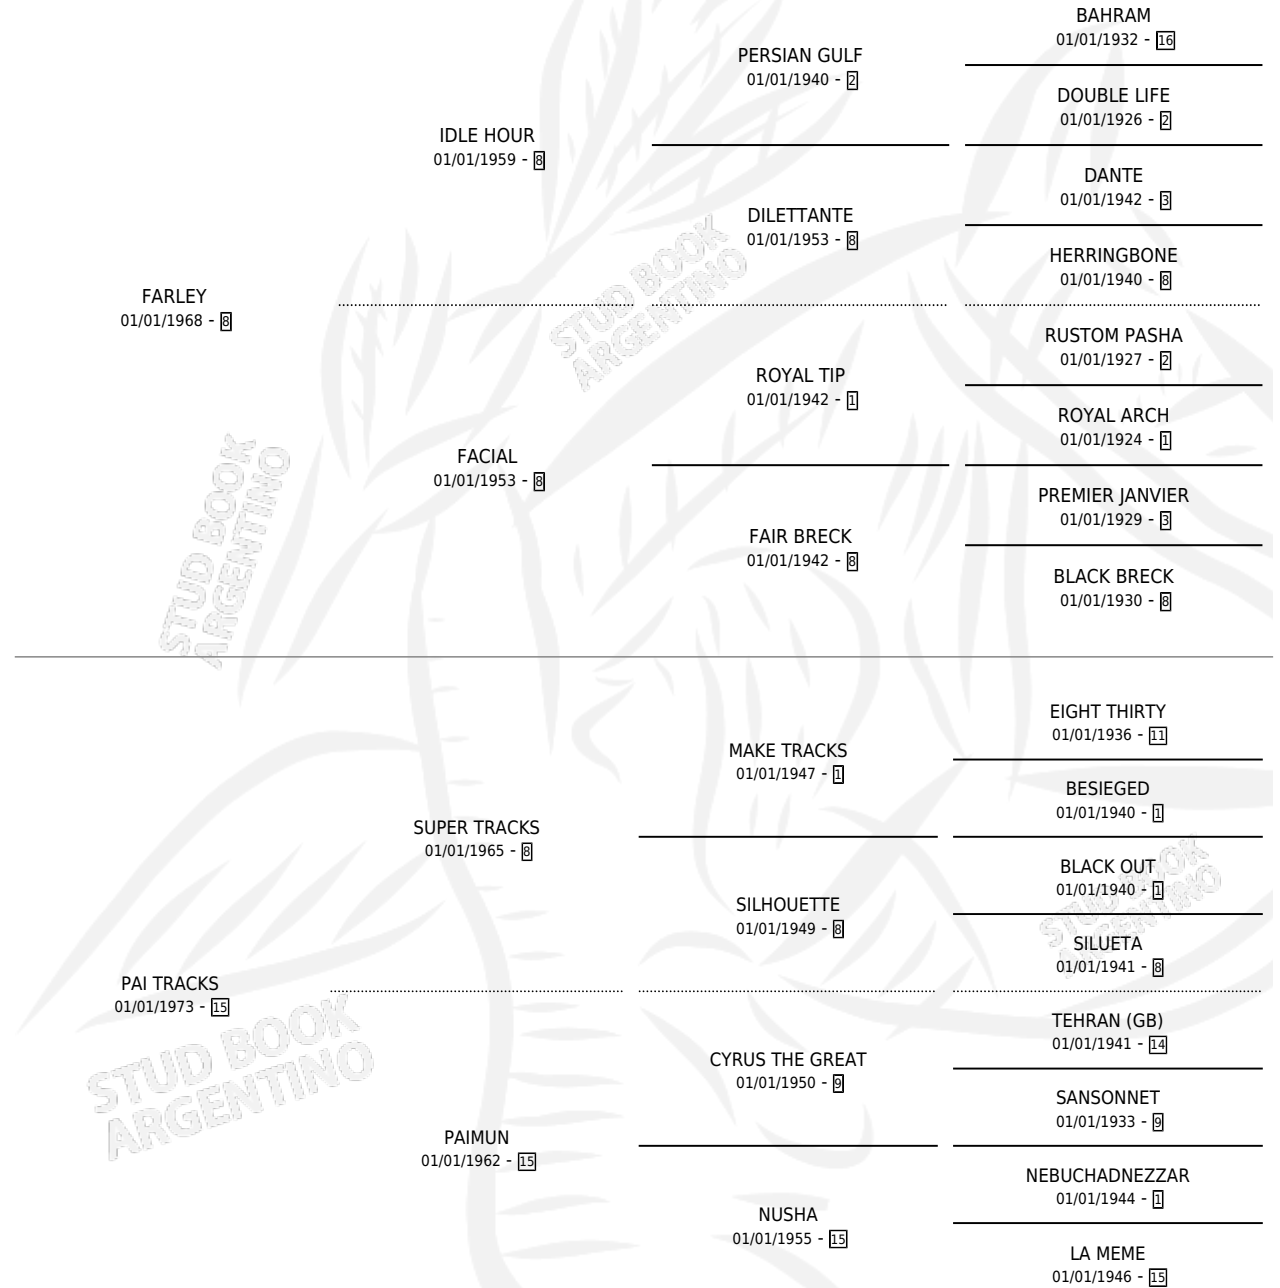 BAHRAM
01/01/1932 - 16
PERSIAN GULF
01/01/1940 - 2
DOUBLE LIFE
01/01/1926 - 2
IDLE HOUR
01/01/1959 - 8
DANTE
01/01/1942 - 3
DILETTANTE
01/01/1953 - 8
HERRINGBONE
01/01/1940 - 8
FARLEY
01/01/1968 - 8
RUSTOM PASHA
01/01/1927 - 2
ROYAL TIP
01/01/1942 - 1
ROYAL ARCH
01/01/1924 - 1
FACIAL
01/01/1953 - 8
PREMIER JANVIER
01/01/1929 - 3
FAIR BRECK
01/01/1942 - 8
BLACK BRECK
01/01/1930 - 8
EIGHT THIRTY
01/01/1936 - 11
MAKE TRACKS
01/01/1947 - 1
BESIEGED
01/01/1940 - 1
SUPER TRACKS
01/01/1965 - 8
BLACK OUT
01/01/1940 - 1
SILHOUETTE
01/01/1949 - 8
SILUETA
01/01/1941 - 8
PAI TRACKS
01/01/1973 - 15
TEHRAN (GB)
01/01/1941 - 14
CYRUS THE GREAT
01/01/1950 - 9
SANSONNET
01/01/1933 - 9
PAIMUN
01/01/1962 - 15
NEBUCHADNEZZAR
01/01/1944 - 1
NUSHA
01/01/1955 - 15
LA MEME
01/01/1946 - 15
STUD BOOK
ARGENTINO
STUD BOOK
ARGENTINO
STUD BOOK
ARGENTINO
STUD BOOK
ARGENTINO